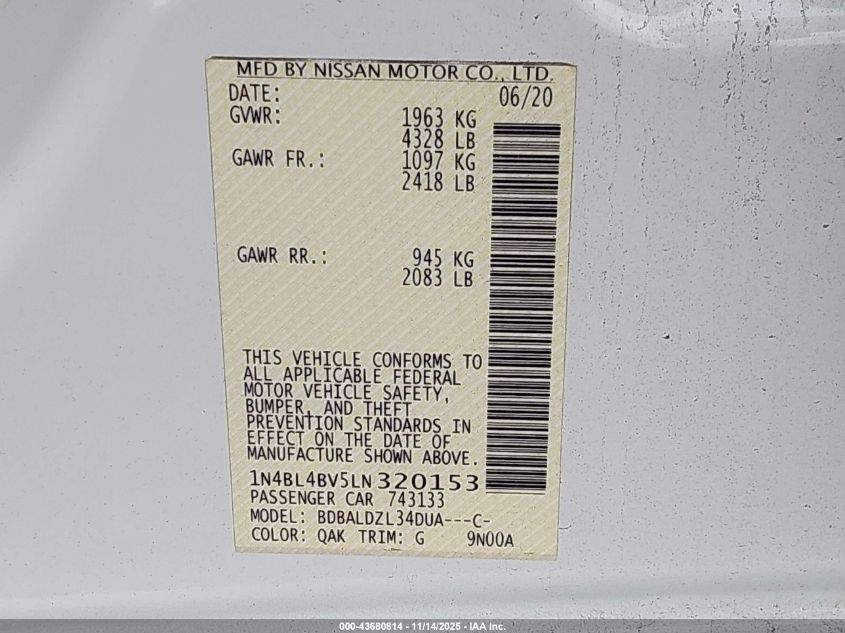 MFD BY NISSAN MOTOR CO., LTD.
DATE: 06/20
GVWR: 1963 KG
4328 LB
GAWR FR.: 1097 KG
2418 LB
GAWR RR.: 945 KG
2083 LB
THIS VEHICLE CONFORMS TO
ALL APPLICABLE FEDERAL
MOTOR VEHICLE SAFETY,
BUMPER, AND THEFT
PREVENTION STANDARDS IN
EFFECT ON THE DATE OF
MANUFACTURE SHOWN ABOVE.
1N4BL4BV5LN320153
PASSENGER CAR 743133
MODEL: BDBALDZL34DUA---C-
COLOR: QAK TRIM: G 9N00A
000-43680814 - 11/14/2025 - IAA Inc.